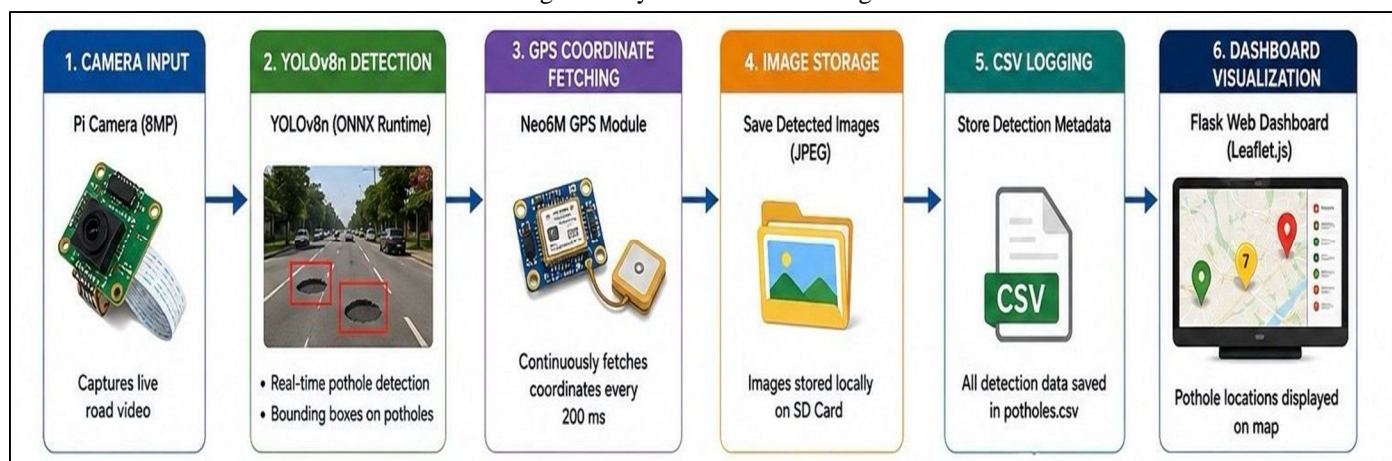 1. CAMERA INPUT
Pi Camera (8MP)
Captures live
road video
2. YOLOv8n DETECTION
YOLOv8n (ONNX Runtime)
• Real-time pothole detection
• Bounding boxes on potholes
3. GPS COORDINATE
FETCHING
Neo6M GPS Module
Continuously fetches
coordinates every
200 ms
4. IMAGE STORAGE
Save Detected Images
(JPEG)
Images stored locally
on SD Card
5. CSV LOGGING
Store Detection Metadata
CSV
All detection data saved
in potholes.csv
6. DASHBOARD
VISUALIZATION
Flask Web Dashboard
(Leaflet.js)
7
Pothole locations displayed
on map